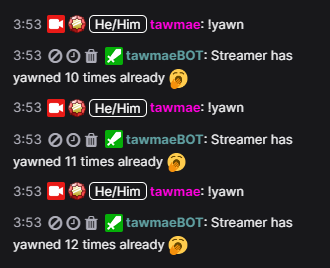 3:53 He/Him tawmae: !yawn
3:53 tawmaeBOT: Streamer has
yawned 10 times already 🥱
3:53 He/Him tawmae: !yawn
3:53 tawmaeBOT: Streamer has
yawned 11 times already 🥱
3:53 He/Him tawmae: !yawn
3:53 tawmaeBOT: Streamer has
yawned 12 times already 🥱